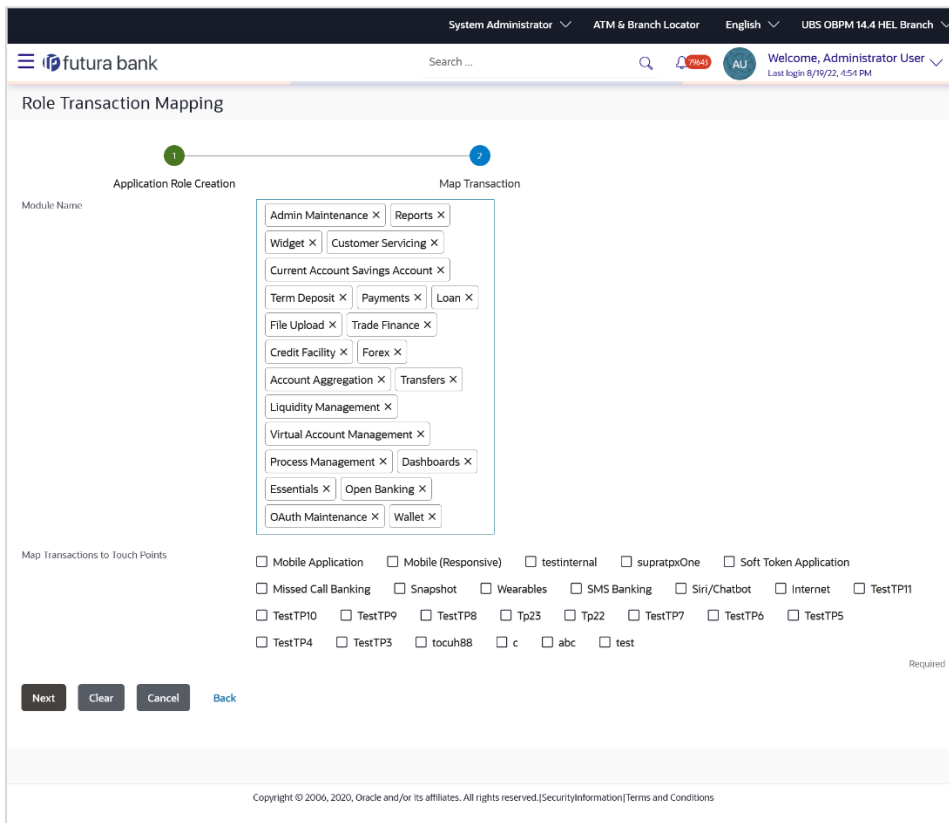 System Administrator ATM & Branch Locator English UBS OBPM 14.4 HEL Branch
futura bank Search ... 79645 AU Welcome, Administrator User
Last login 8/19/22, 4:54 PM
Role Transaction Mapping
1 2
Application Role Creation Map Transaction
Module Name
Admin Maintenance × Reports ×
Widget × Customer Servicing ×
Current Account Savings Account ×
Term Deposit × Payments × Loan ×
File Upload × Trade Finance ×
Credit Facility × Forex ×
Account Aggregation × Transfers ×
Liquidity Management ×
Virtual Account Management ×
Process Management × Dashboards ×
Essentials × Open Banking ×
OAuth Maintenance × Wallet ×
Map Transactions to Touch Points
Mobile Application Mobile (Responsive) testinternal supratpxOne Soft Token Application
Missed Call Banking Snapshot Wearables SMS Banking Siri/Chatbot Internet TestTP11
TestTP10 TestTP9 TestTP8 Tp23 Tp22 TestTP7 TestTP6 TestTP5
TestTP4 TestTP3 tocuh88 c abc test
Required
Next Clear Cancel Back
Copyright © 2006, 2020, Oracle and/or its affiliates. All rights reserved.|SecurityInformation|Terms and Conditions